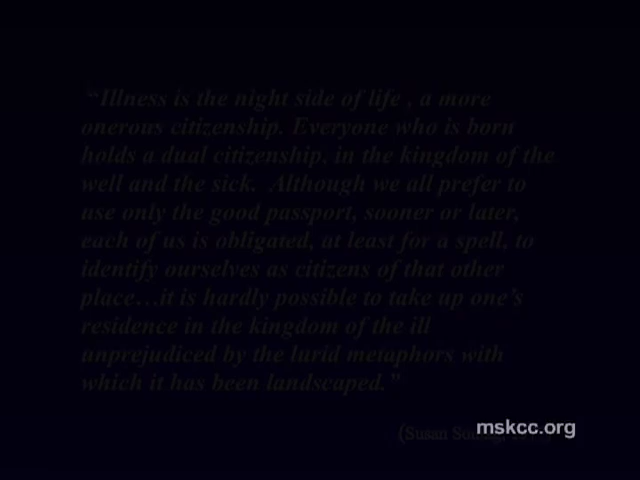 “Illness is the night side of life , a more
onerous citizenship. Everyone who is born
holds a dual citizenship, in the kingdom of the
well and the sick. Although we all prefer to
use only the good passport, sooner or later,
each of us is obligated, at least for a spell, to
identify ourselves as citizens of that other
place…it is hardly possible to take up one’s
residence in the kingdom of the ill
unprejudiced by the lurid metaphors with
which it has been landscaped.”
(Susan
mskcc.org